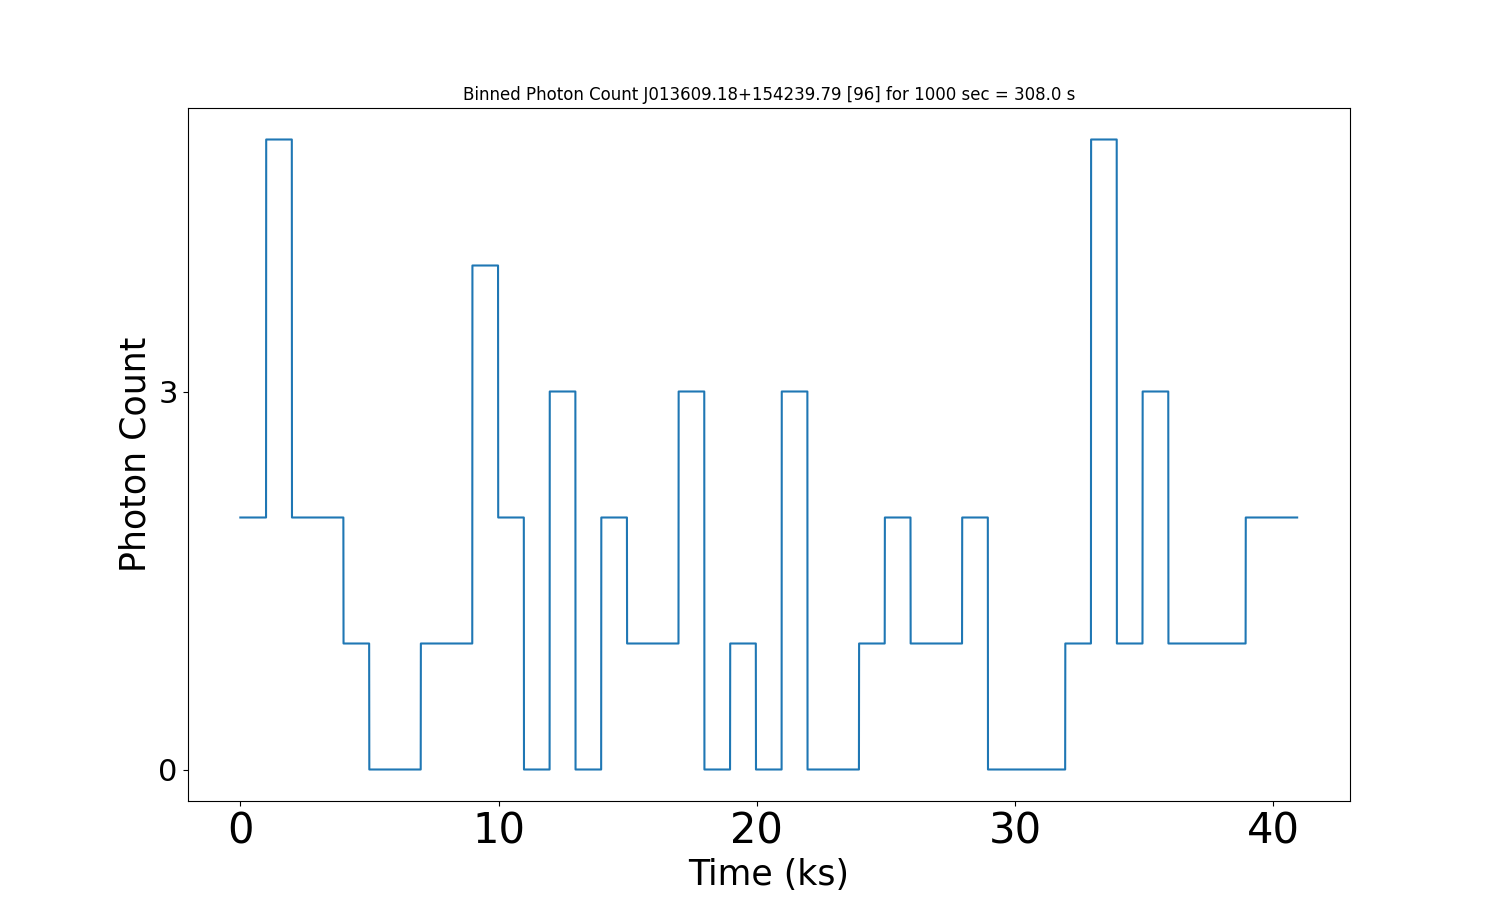 Binned Photon Count J013609.18+154239.79 [96] for 1000 sec = 308.0 s
Photon Count
3
0
0 10 20 30 40
Time (ks)